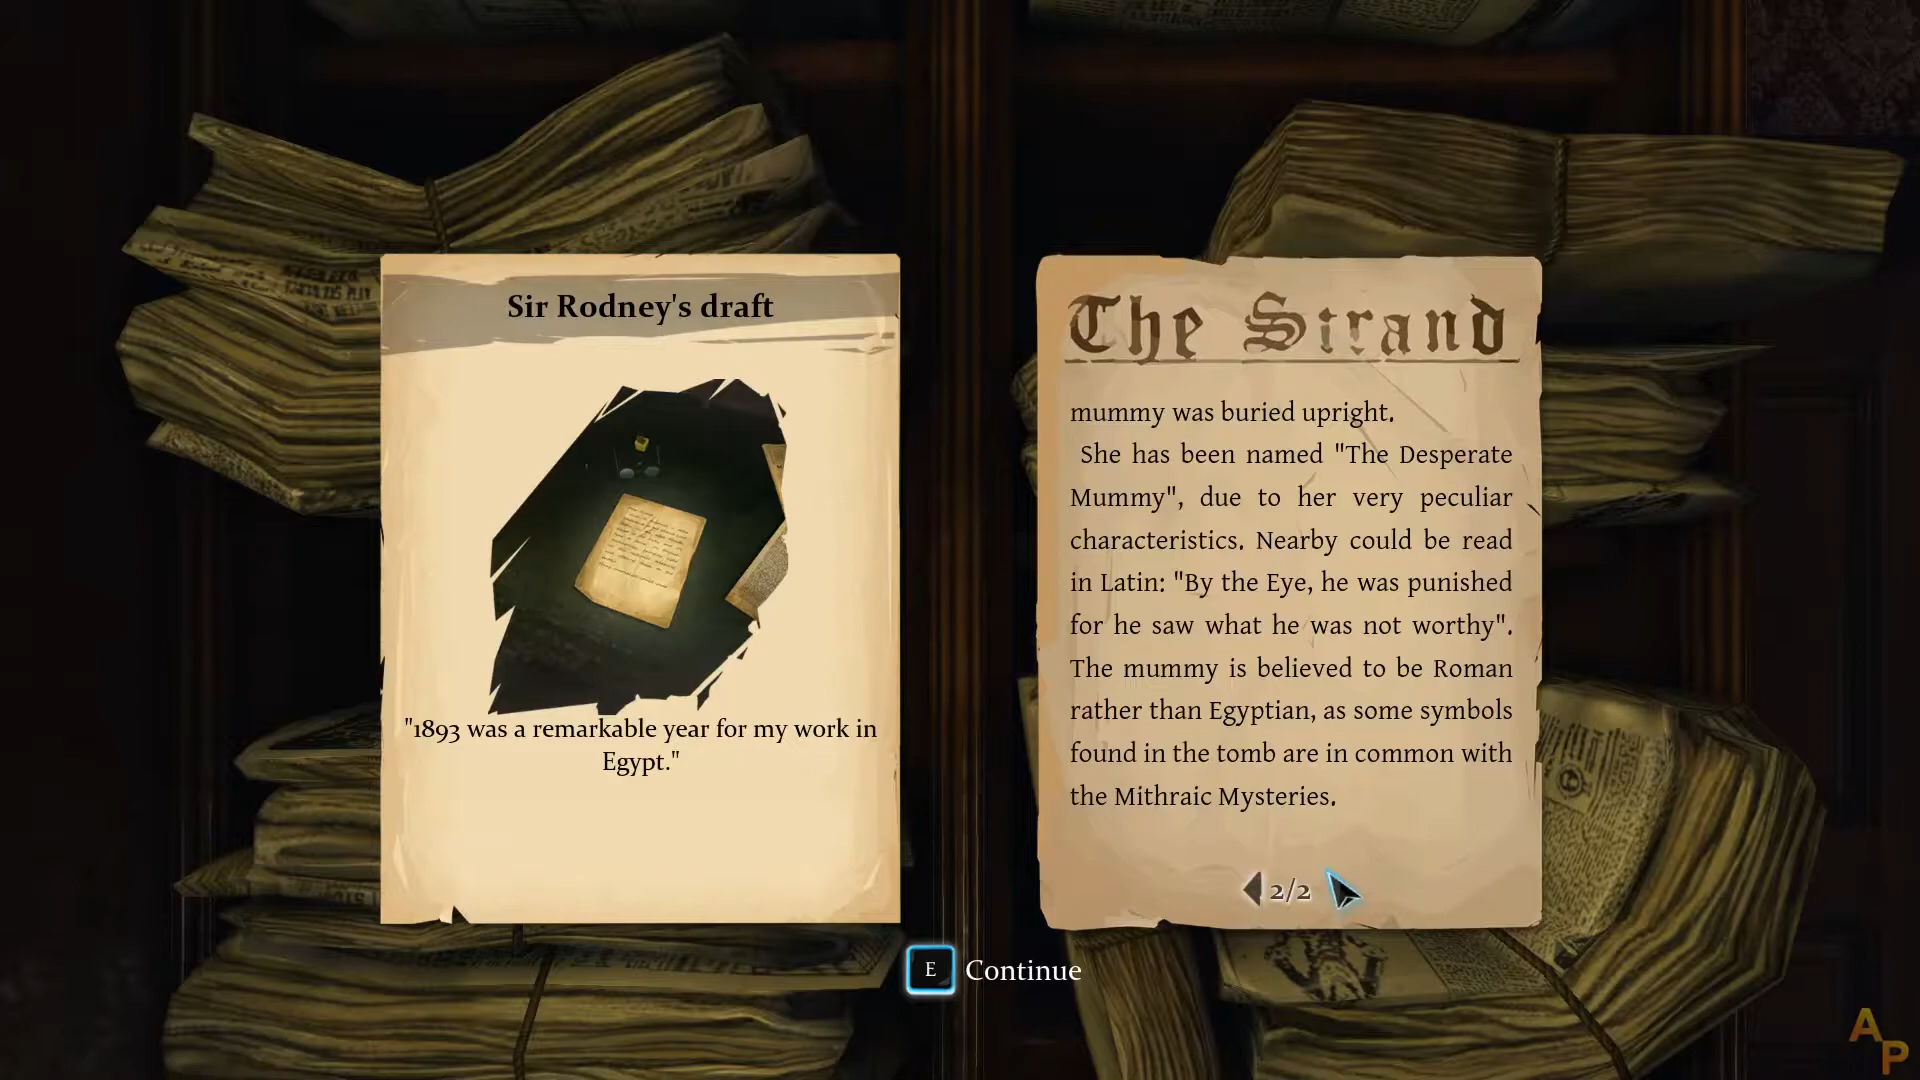 Sir Rodney's draft
"1893 was a remarkable year for my work in
Egypt."
The Strand
mummy was buried upright.
She has been named "The Desperate
Mummy", due to her very peculiar
characteristics. Nearby could be read
in Latin: "By the Eye, he was punished
for he saw what he was not worthy".
The mummy is believed to be Roman
rather than Egyptian, as some symbols
found in the tomb are in common with
the Mithraic Mysteries.
2/2
E Continue
AP